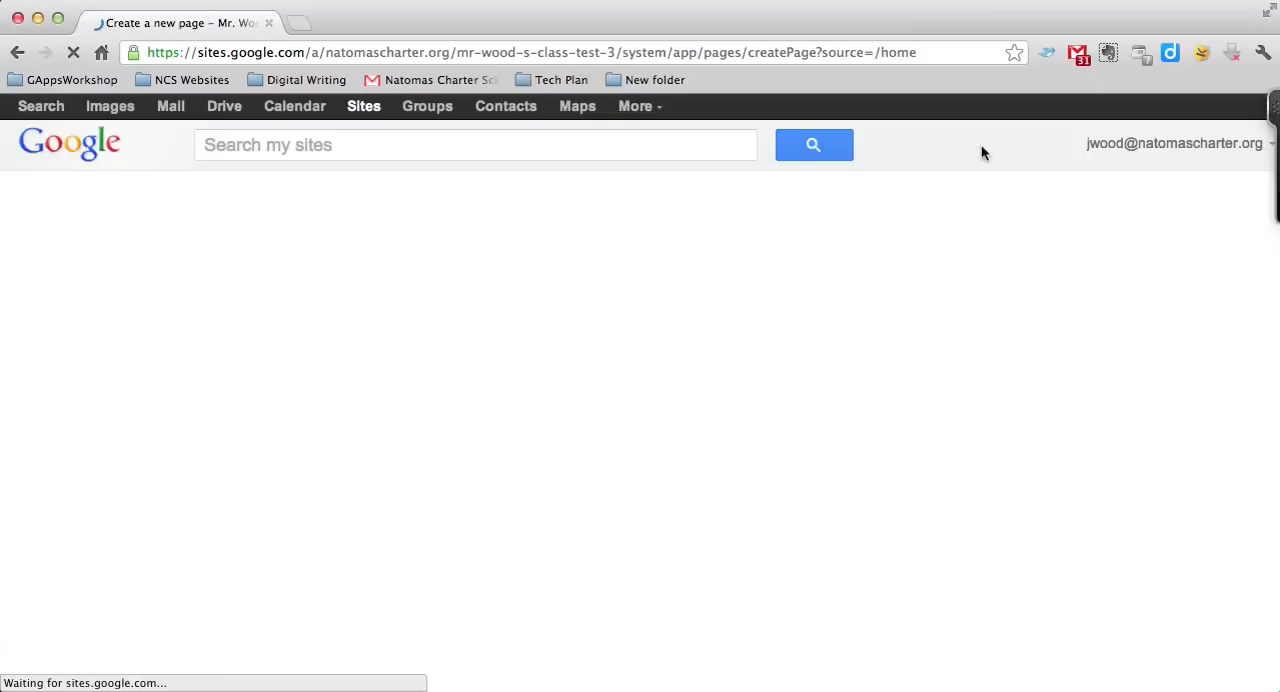 Create a new page – Mr. Wo
https://sites.google.com/a/natomascharter.org/mr-wood-s-class-test-3/system/app/pages/createPage?source=/home
31
GAppsWorkshop NCS Websites Digital Writing Natomas Charter Sc Tech Plan New folder
Search Images Mail Drive Calendar Sites Groups Contacts Maps More
Google Search my sites jwood@natomascharter.org
Waiting for sites.google.com...